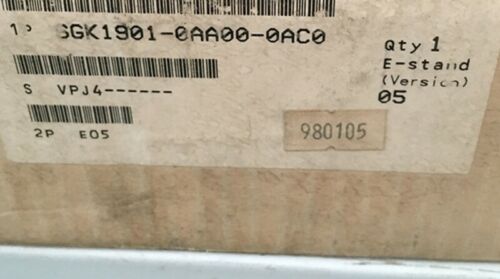 1P 6GK1901-0AA00-0AC0
Qty 1
E-stand
(Version)
05
S VPJ4------
2P E05
980105